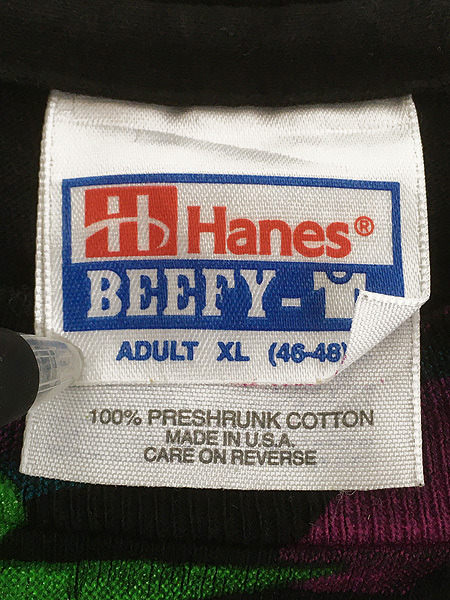 Hanes®
BEEFY-T
ADULT XL (46-48)
100% PRESHRUNK COTTON
MADE IN U.S.A.
CARE ON REVERSE